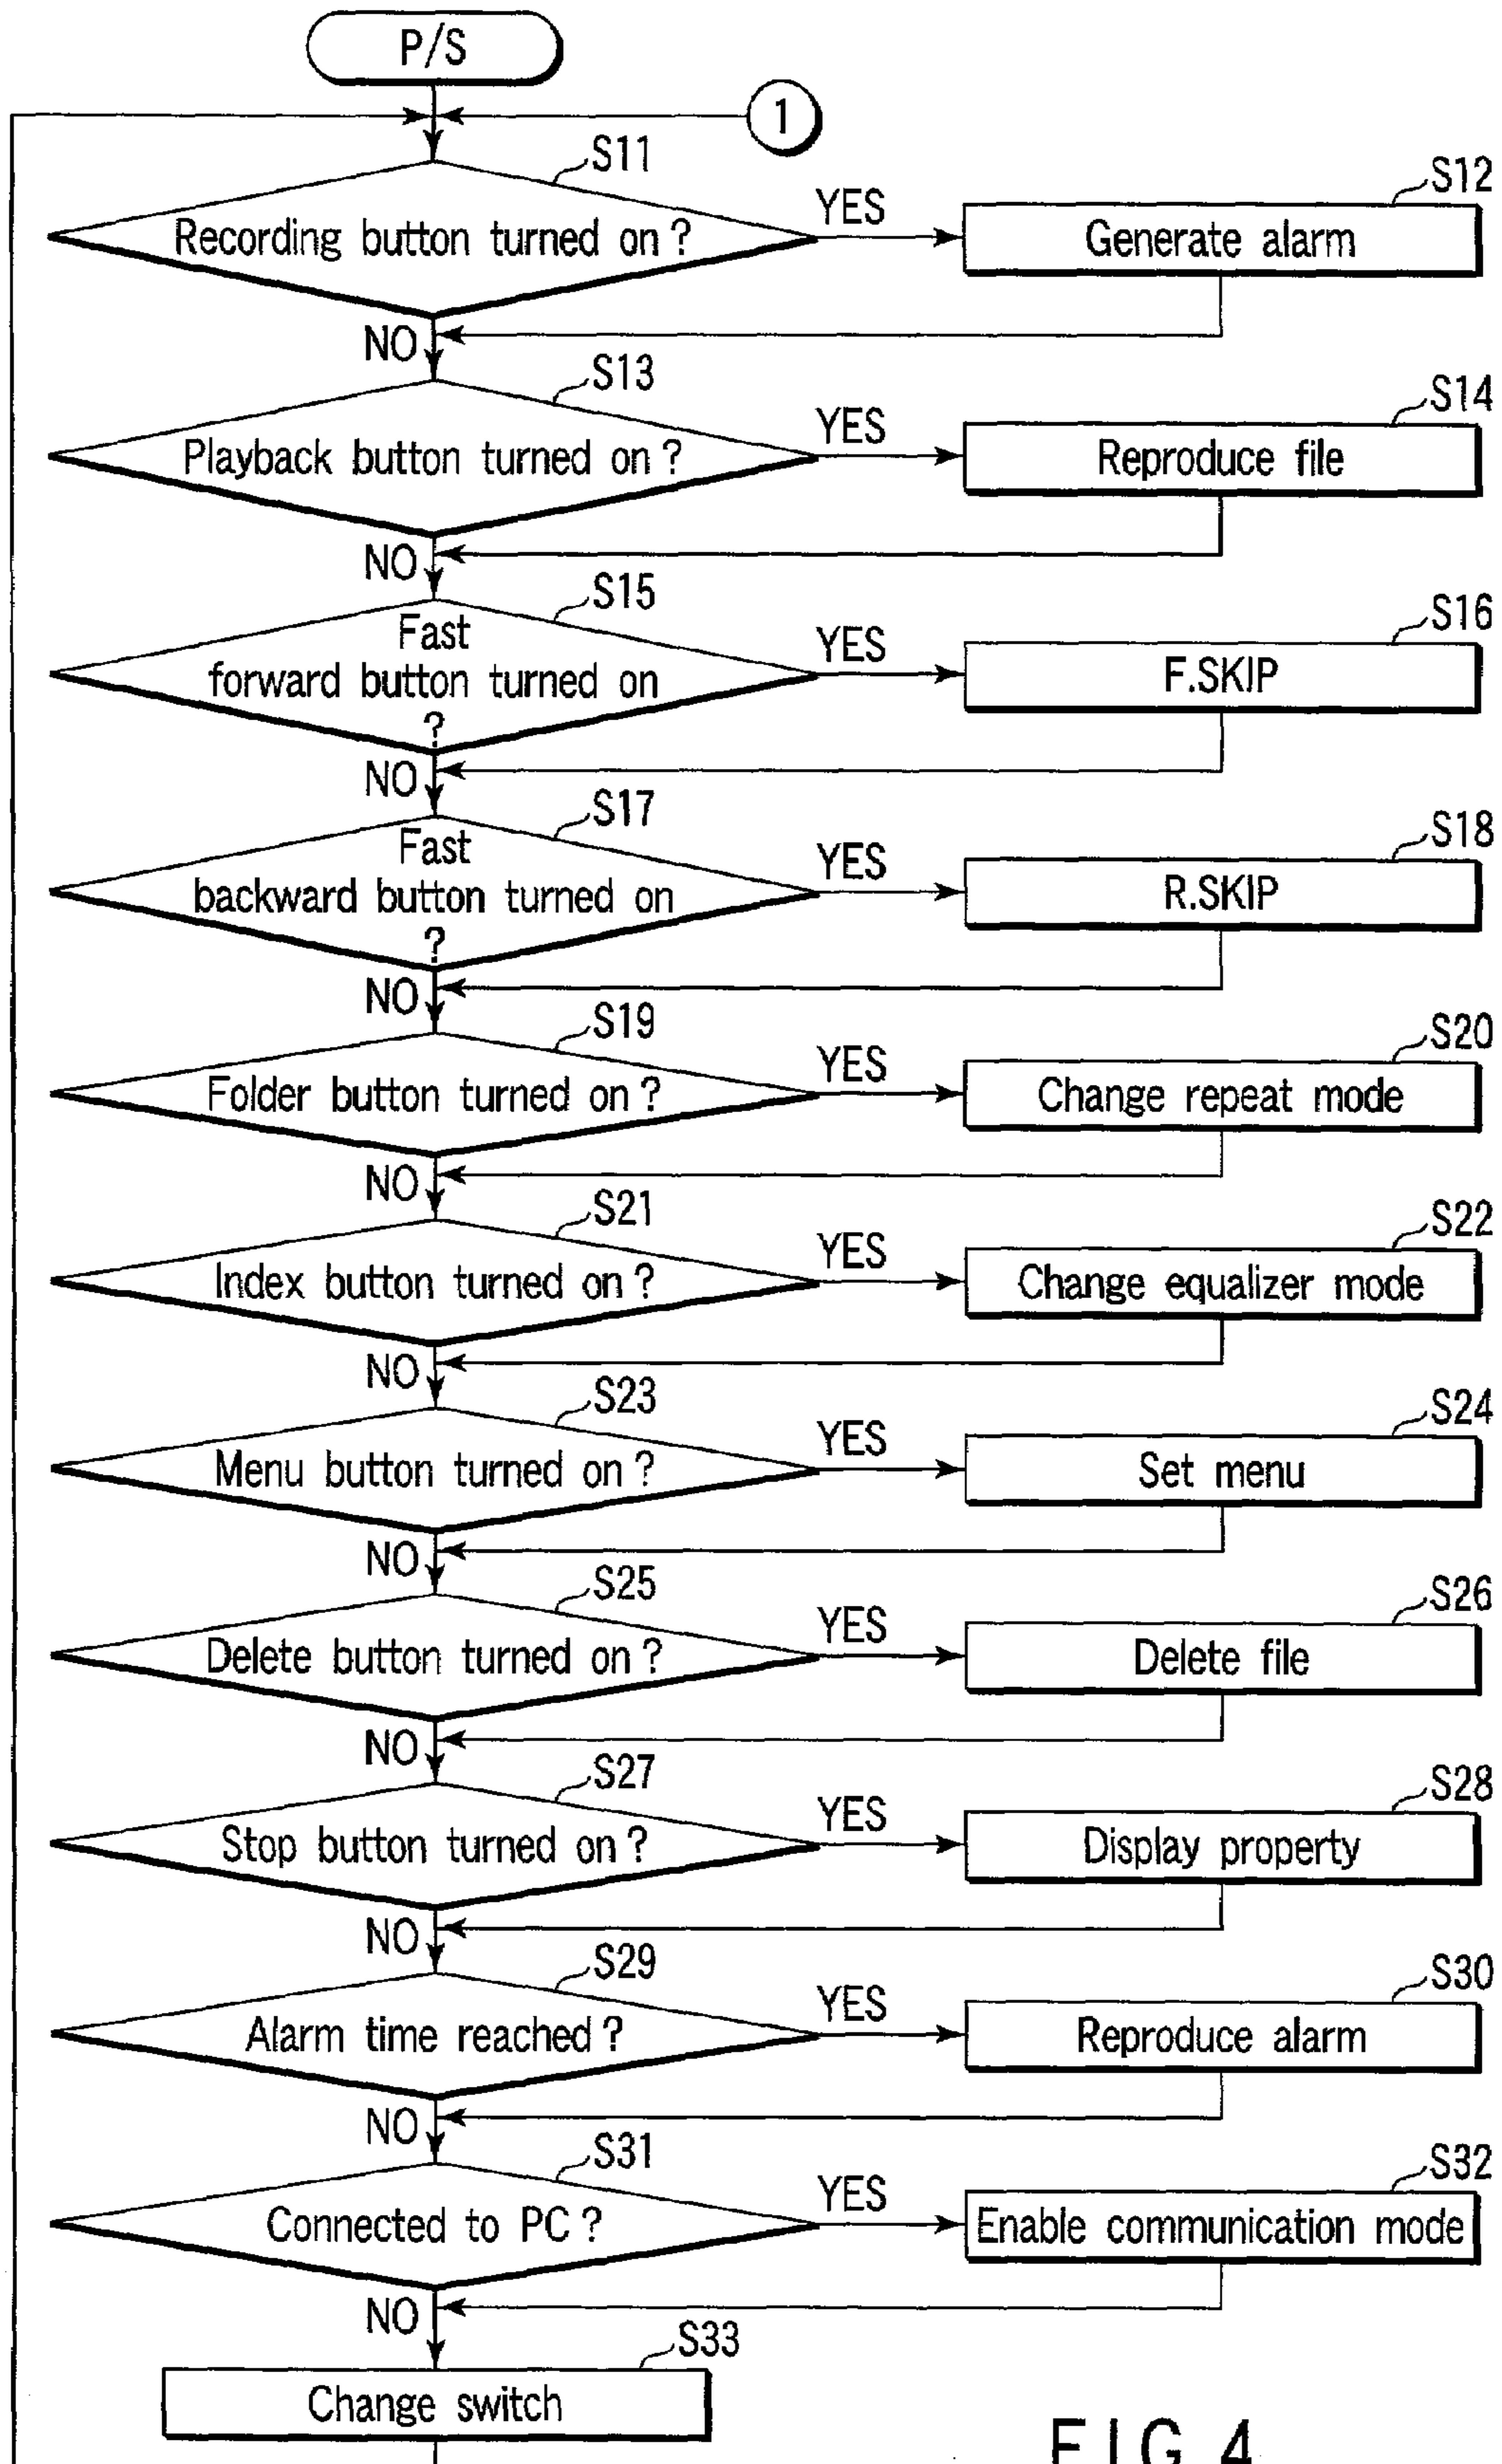 P/S
1
S11
Recording button turned on?
YES
S12
Generate alarm
NO
S13
Playback button turned on?
YES
S14
Reproduce file
NO
S15
Fast
forward button turned on
?
YES
S16
F.SKIP
NO
S17
Fast
backward button turned on
?
YES
S18
R.SKIP
NO
S19
Folder button turned on?
YES
S20
Change repeat mode
NO
S21
Index button turned on?
YES
S22
Change equalizer mode
NO
S23
Menu button turned on?
YES
S24
Set menu
NO
S25
Delete button turned on?
YES
S26
Delete file
NO
S27
Stop button turned on?
YES
S28
Display property
NO
S29
Alarm time reached?
YES
S30
Reproduce alarm
NO
S31
Connected to PC?
YES
S32
Enable communication mode
NO
S33
Change switch
FIG.4